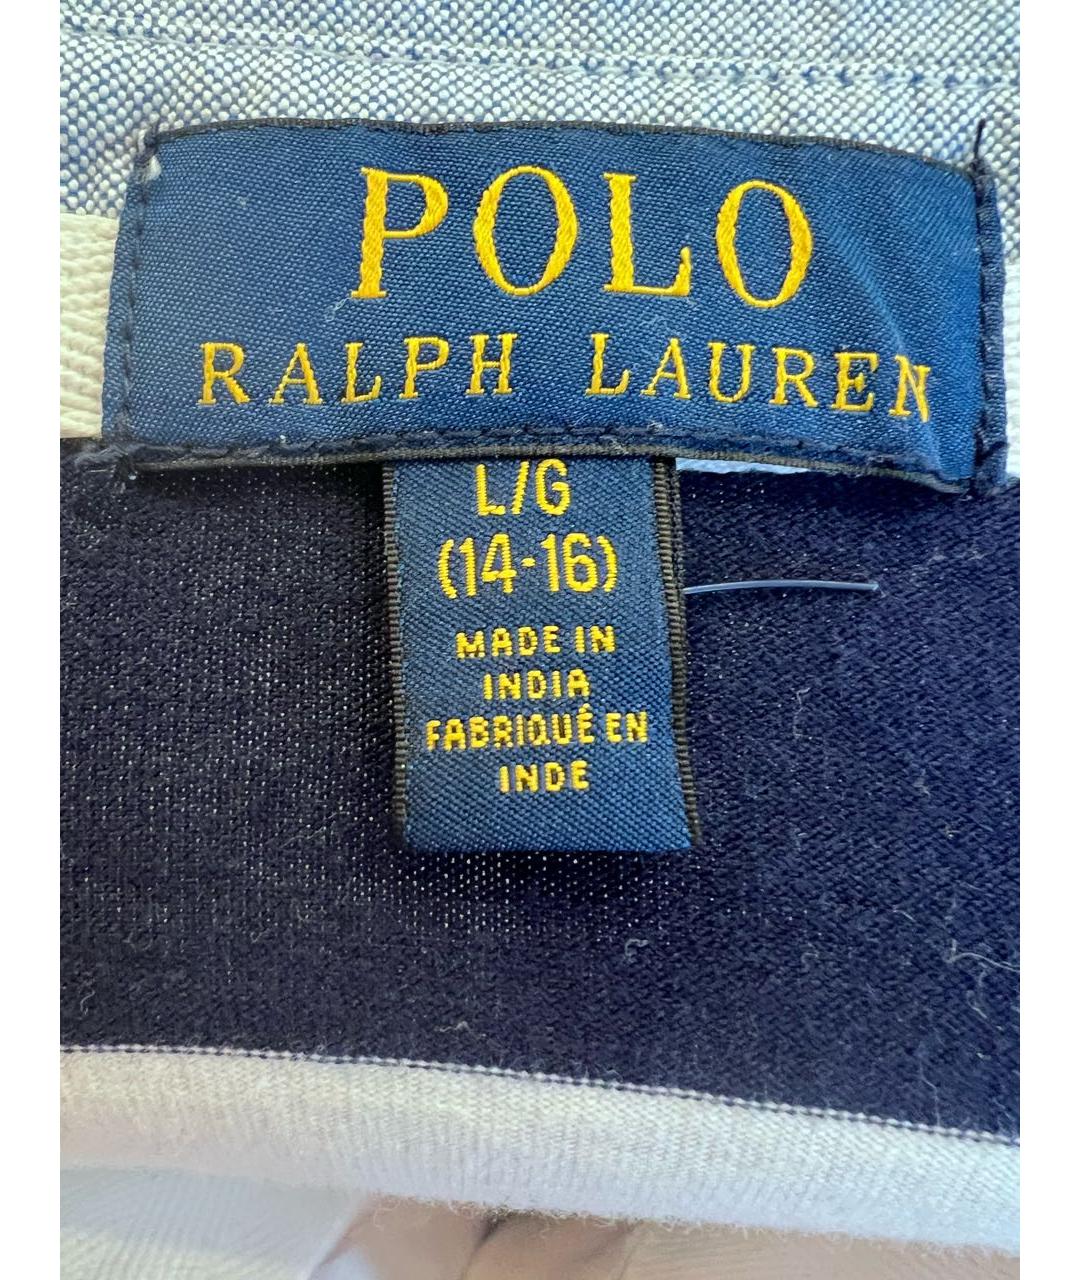 POLO
RALPH LAUREN
L/G
(14-16)
MADE IN
INDIA
FABRIQUÉ EN
INDE